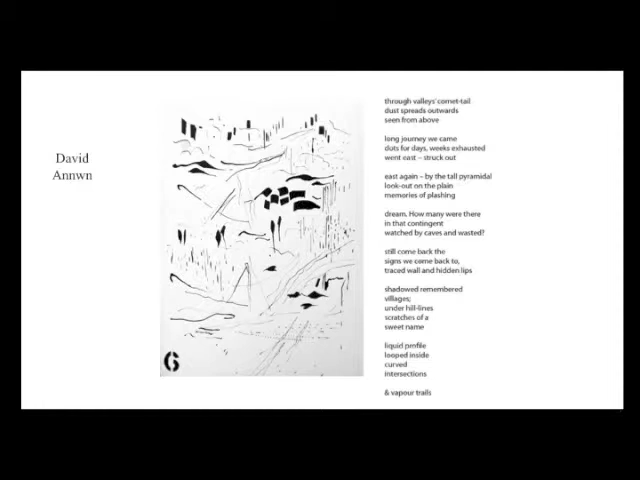 David
Annwn
6
through valleys' comet-tail
dust spreads outwards
seen from above
long journey we came
dots for days, weeks exhausted
went east – struck out
east again – by the tall pyramidal
look-out on the plain
memories of plashing
dream. How many were there
in that contingent
watched by caves and wasted?
still come back the
signs we come back to,
traced wall and hidden lips
shadowed remembered
villages;
under hill-lines
scratches of a
sweet name
liquid profile
looped inside
curved
intersections
& vapour trails